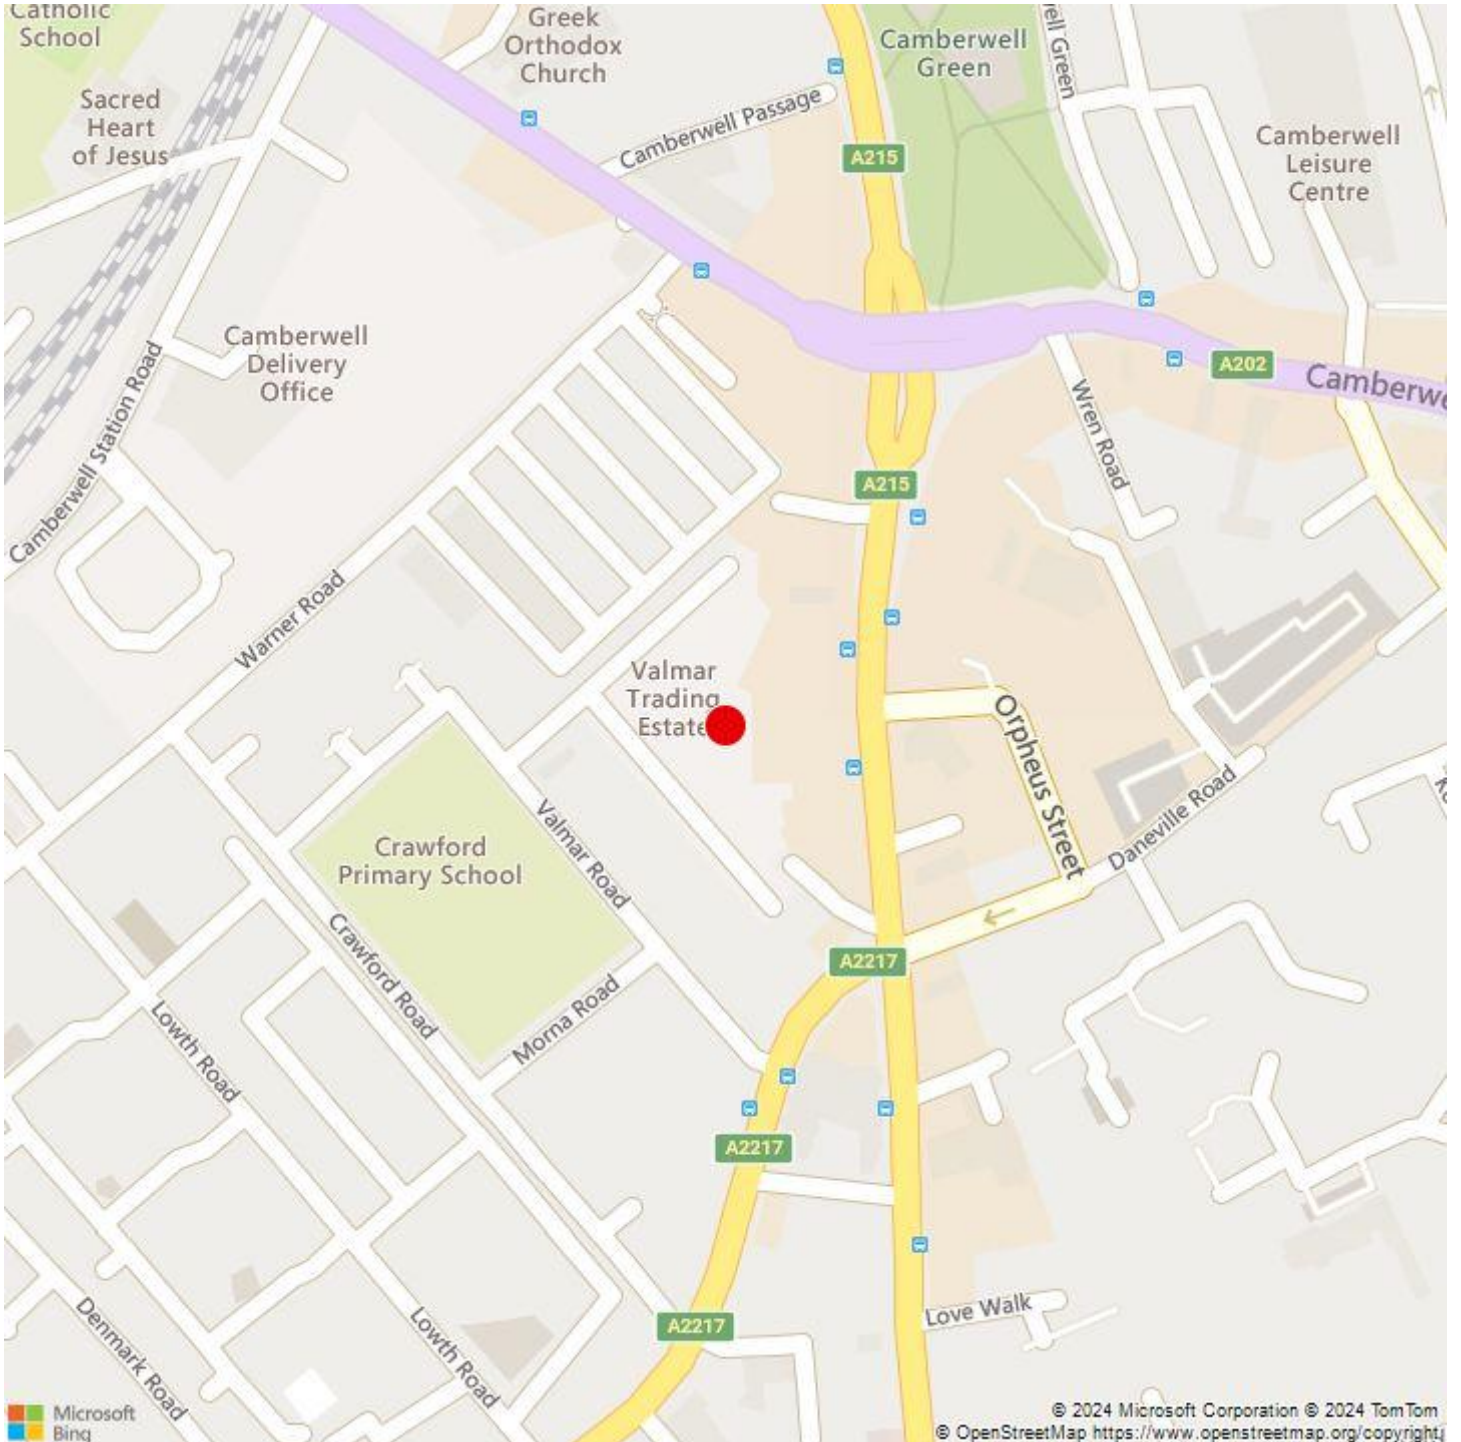 Catholic
School
Greek
Orthodox
Church
Camberwell
Green
ell Green
Sacred
Heart
of Jesus
Camberwell Passage
A215
Camberwell
Leisure
Centre
Camberwell
Delivery
Office
A202
Camberwe
Camberwell Station Road
Wren Road
A215
Warner Road
Valmar
Trading
Estate
Orpheus Street
Valmar Road
Daneville Road
Crawford
Primary School
Crawford Road
A2217
Morna Road
Lowth Road
A2217
Love Walk
A2217
Denmark Road
Lowth Road
Microsoft
Bing
© 2024 Microsoft Corporation © 2024 TomTom
© OpenStreetMap https://www.openstreetmap.org/copyright